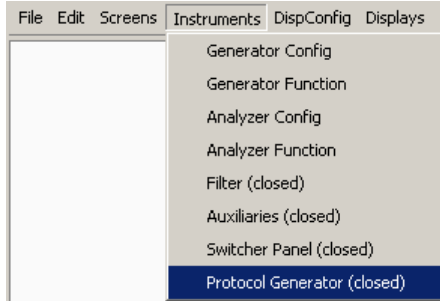 File Edit Screens Instruments DispConfig Displays
Generator Config
Generator Function
Analyzer Config
Analyzer Function
Filter (closed)
Auxiliaries (closed)
Switcher Panel (closed)
Protocol Generator (closed)